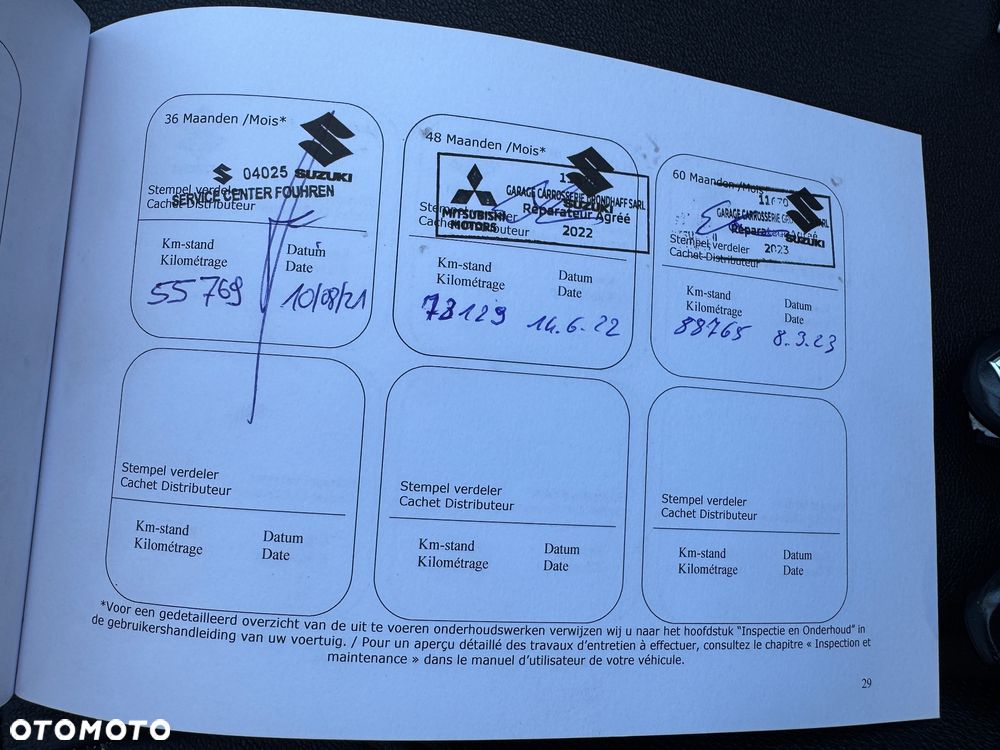 36 Maanden /Mois*
04025 SUZUKI
SERVICE CENTER FOUHREN
Stempel verdeler
Cachet Distributeur
Km-stand
Kilométrage
Datum
Date
55769
10/08/21
48 Maanden /Mois*
GARAGE CARROSSERIE GRONDHAFF SARL
SUZUKI
MITSUBISHI
MOTORS
Réparateur Agréé
2022
Stempel verdeler
Cachet Distributeur
Km-stand
Kilométrage
Datum
Date
73129
14.6.22
60 Maanden /Mois
GARAGE CARROSSERIE
SUZUKI
Réparateur Agréé
2023
Stempel verdeler
Cachet Distributeur
Km-stand
Kilométrage
Datum
Date
88765
8.3.23
Stempel verdeler
Cachet Distributeur
Km-stand
Kilométrage
Datum
Date
Stempel verdeler
Cachet Distributeur
Km-stand
Kilométrage
Datum
Date
Stempel verdeler
Cachet Distributeur
Km-stand
Kilométrage
Datum
Date
*Voor een gedetailleerd overzicht van de uit te voeren onderhoudswerken verwijzen wij u naar het hoofdstuk "Inspectie en Onderhoud" in
de gebruikershandleiding van uw voertuig. / Pour un aperçu détaillé des travaux d'entretien à effectuer, consultez le chapitre « Inspection et
maintenance » dans le manuel d'utilisateur de votre véhicule.
29
OTOMOTO